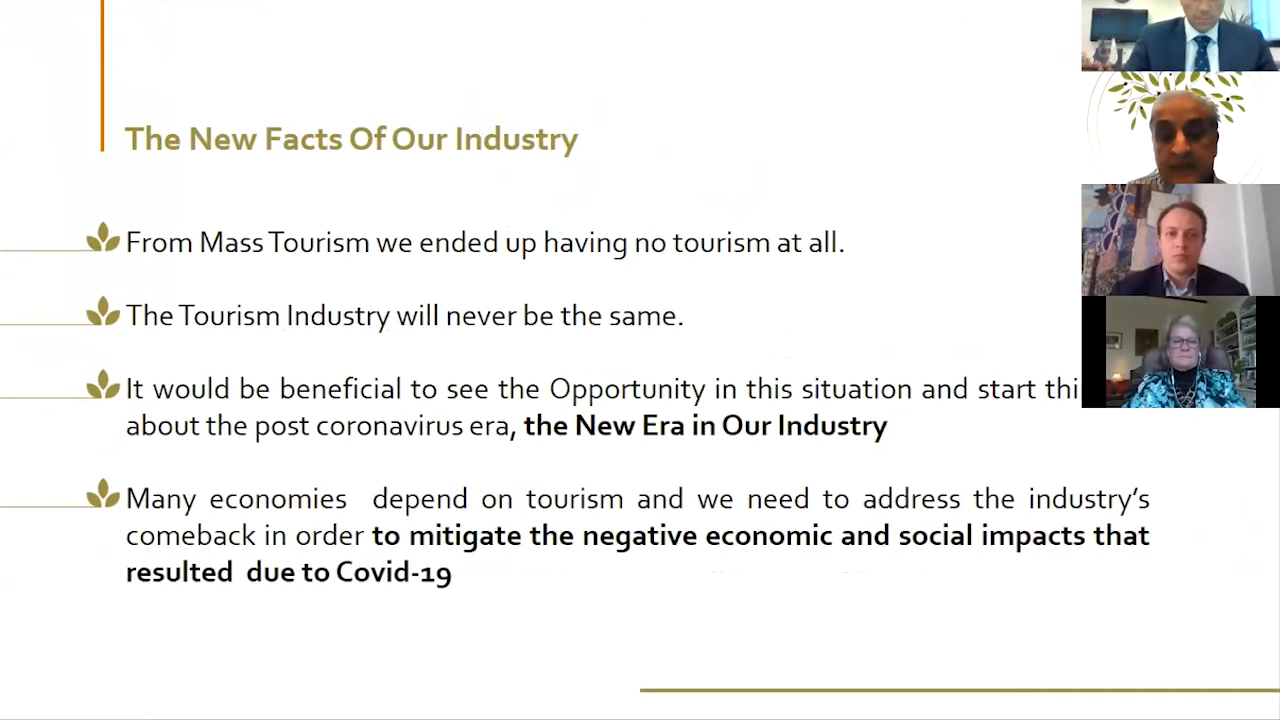 The New Facts Of Our Industry
From Mass Tourism we ended up having no tourism at all.
The Tourism Industry will never be the same.
It would be beneficial to see the Opportunity in this situation and start
about the post coronavirus era, the New Era in Our Industry
Many economies depend on tourism and we need to address the industry's
comeback in order to mitigate the negative economic and social impacts that
resulted due to Covid-19